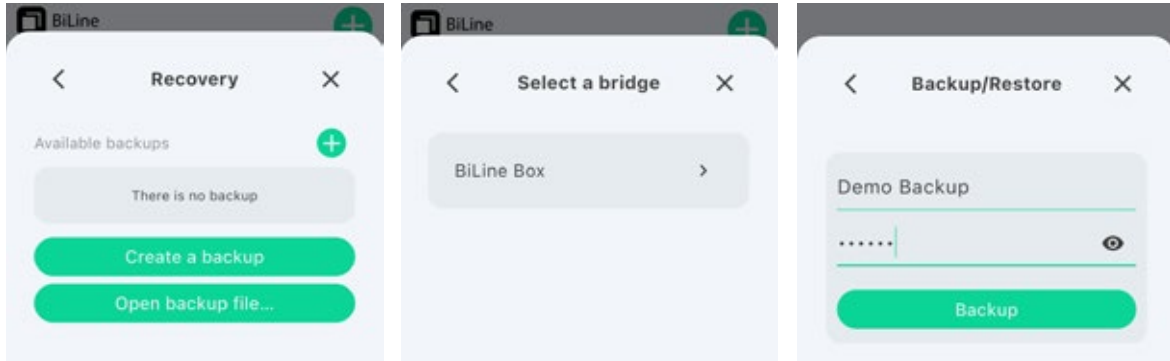 BiLine
Recovery
Available backups
There is no backup
Create a backup
Open backup file...
BiLine
Select a bridge
BiLine Box
Backup/Restore
Demo Backup
••••••
Backup